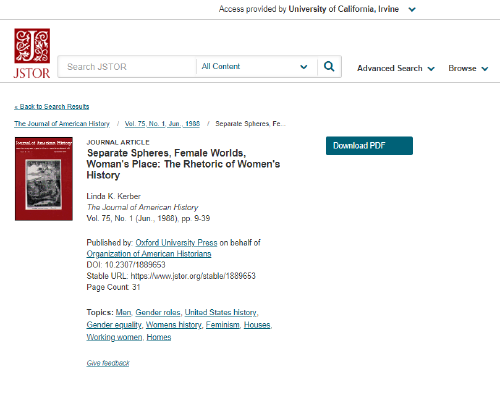 Access provided by University of California, Irvine
JSTOR
Search JSTOR
All Content
Advanced Search
Browse
« Back to Search Results
The Journal of American History / Vol. 75, No. 1, Jun., 1988 / Separate Spheres, Fe...
Journal of American History
JOURNAL ARTICLE
Separate Spheres, Female Worlds,
Woman's Place: The Rhetoric of Women's
History
Download PDF
Linda K. Kerber
The Journal of American History
Vol. 75, No. 1 (Jun., 1988), pp. 9-39
Published by: Oxford University Press on behalf of
Organization of American Historians
DOI: 10.2307/1889653
Stable URL: https://www.jstor.org/stable/1889653
Page Count: 31
Topics: Men, Gender roles, United States history,
Gender equality, Womens history, Feminism, Houses,
Working women, Homes
Give feedback